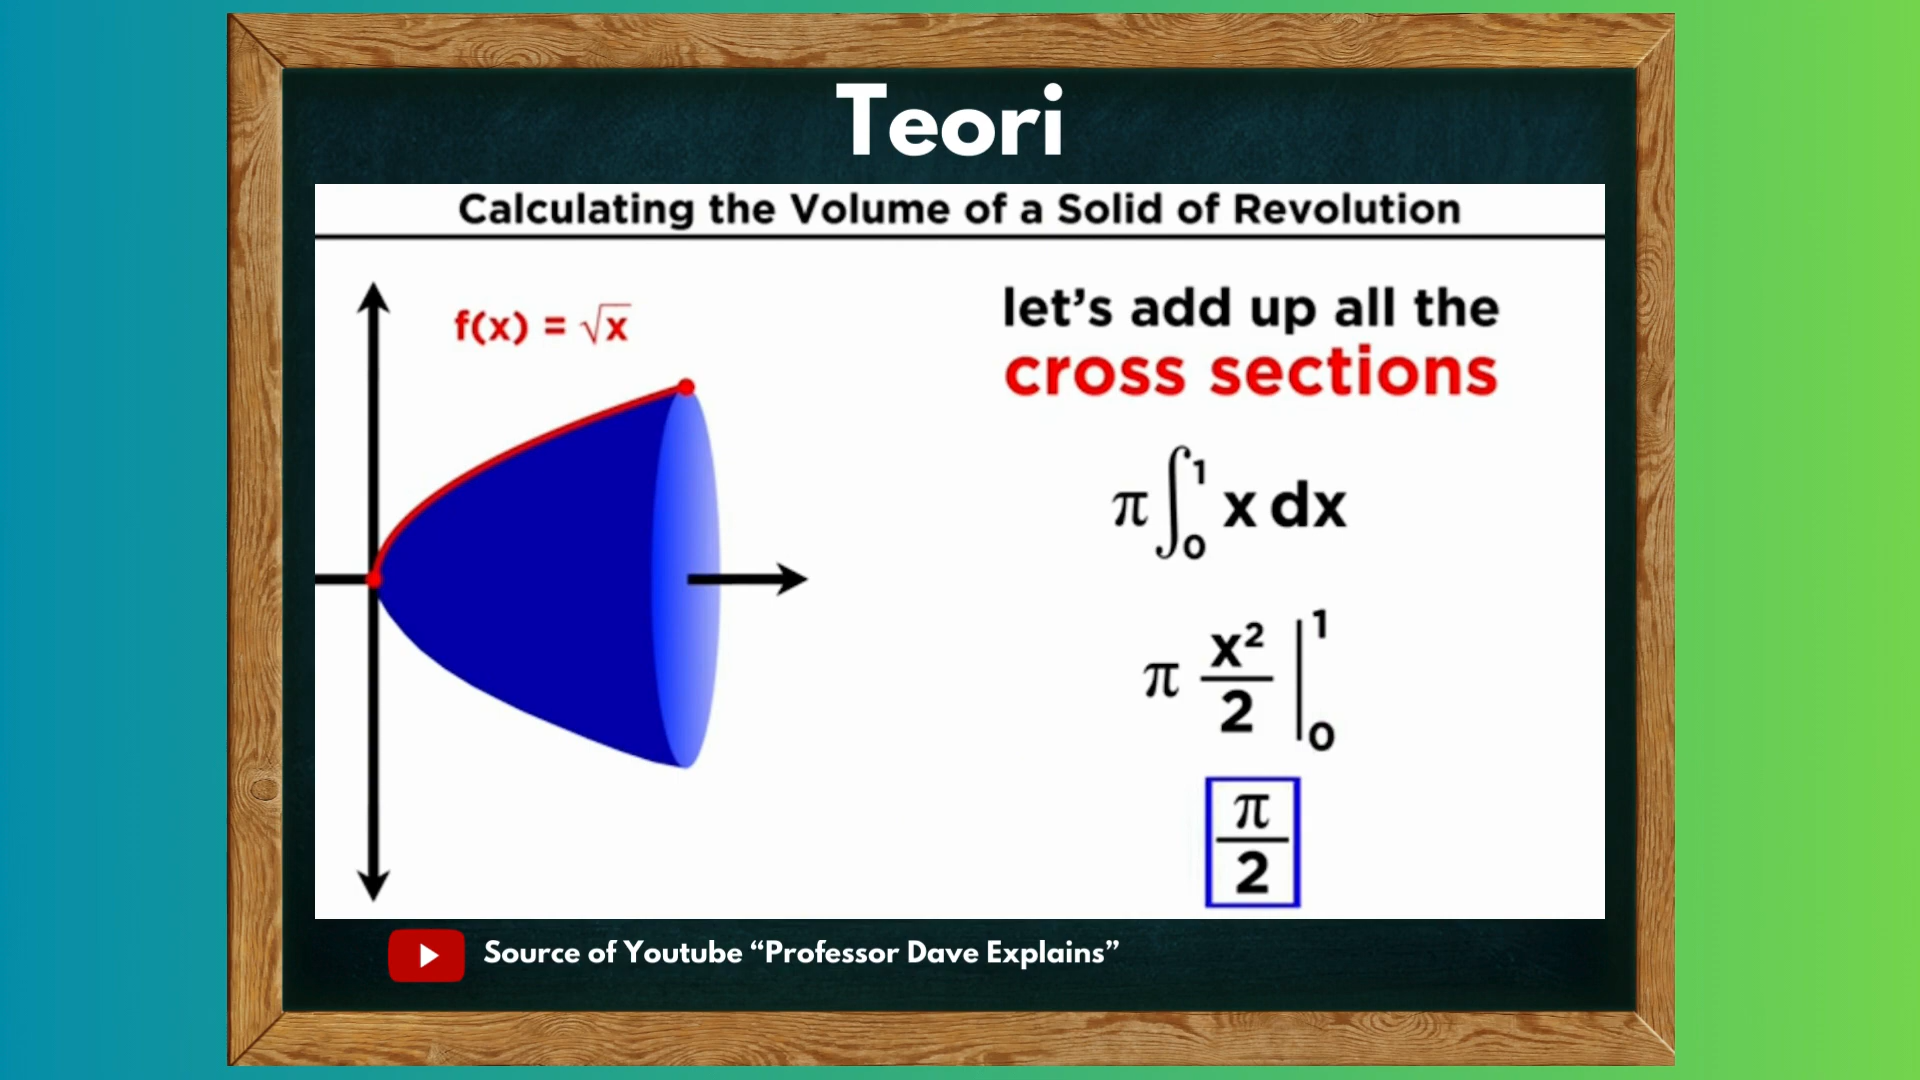 Teori
Calculating the Volume of a Solid of Revolution
f(x) = √x
let's add up all the
cross sections
π∫₀¹ x dx
π x²/2 |₀¹
π/2
Source of Youtube “Professor Dave Explains”